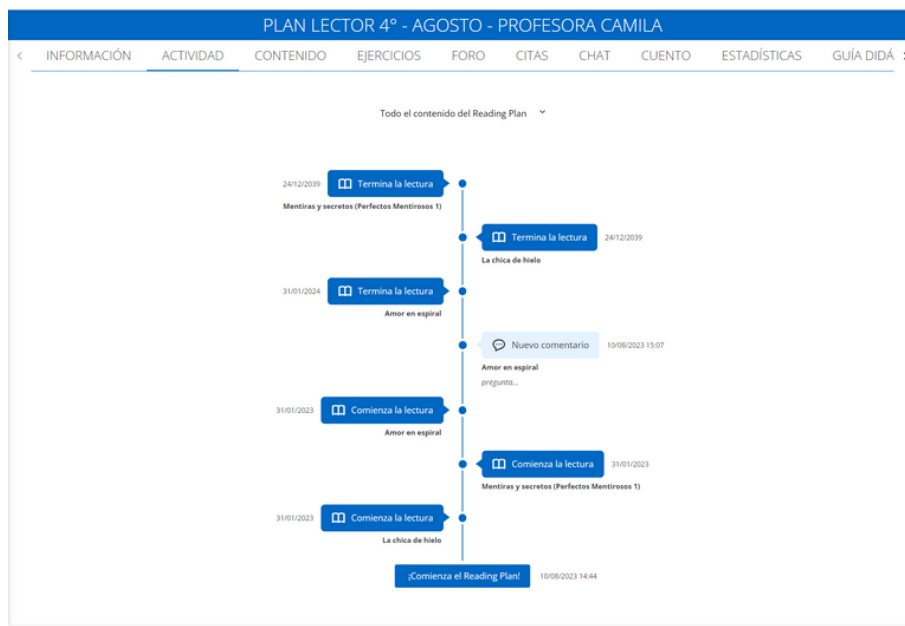 PLAN LECTOR 4º - AGOSTO - PROFESORA CAMILA
INFORMACIÓN ACTIVIDAD CONTENIDO EJERCICIOS FORO CITAS CHAT CUENTO ESTADÍSTICAS GUÍA DIDÁ
Todo el contenido del Reading Plan
24/12/2039 Termina la lectura
Mentiras y secretos (Perfectos Mentirosos 1)
Termina la lectura 24/12/2039
La chica de hielo
31/01/2024 Termina la lectura
Amor en espiral
Nuevo comentario 10/08/2023 15:07
Amor en espiral
pregunta...
31/01/2023 Comienza la lectura
Amor en espiral
Comienza la lectura 31/01/2023
Mentiras y secretos (Perfectos Mentirosos 1)
31/01/2023 Comienza la lectura
La chica de hielo
¡Comienza el Reading Plan! 10/08/2023 14:44